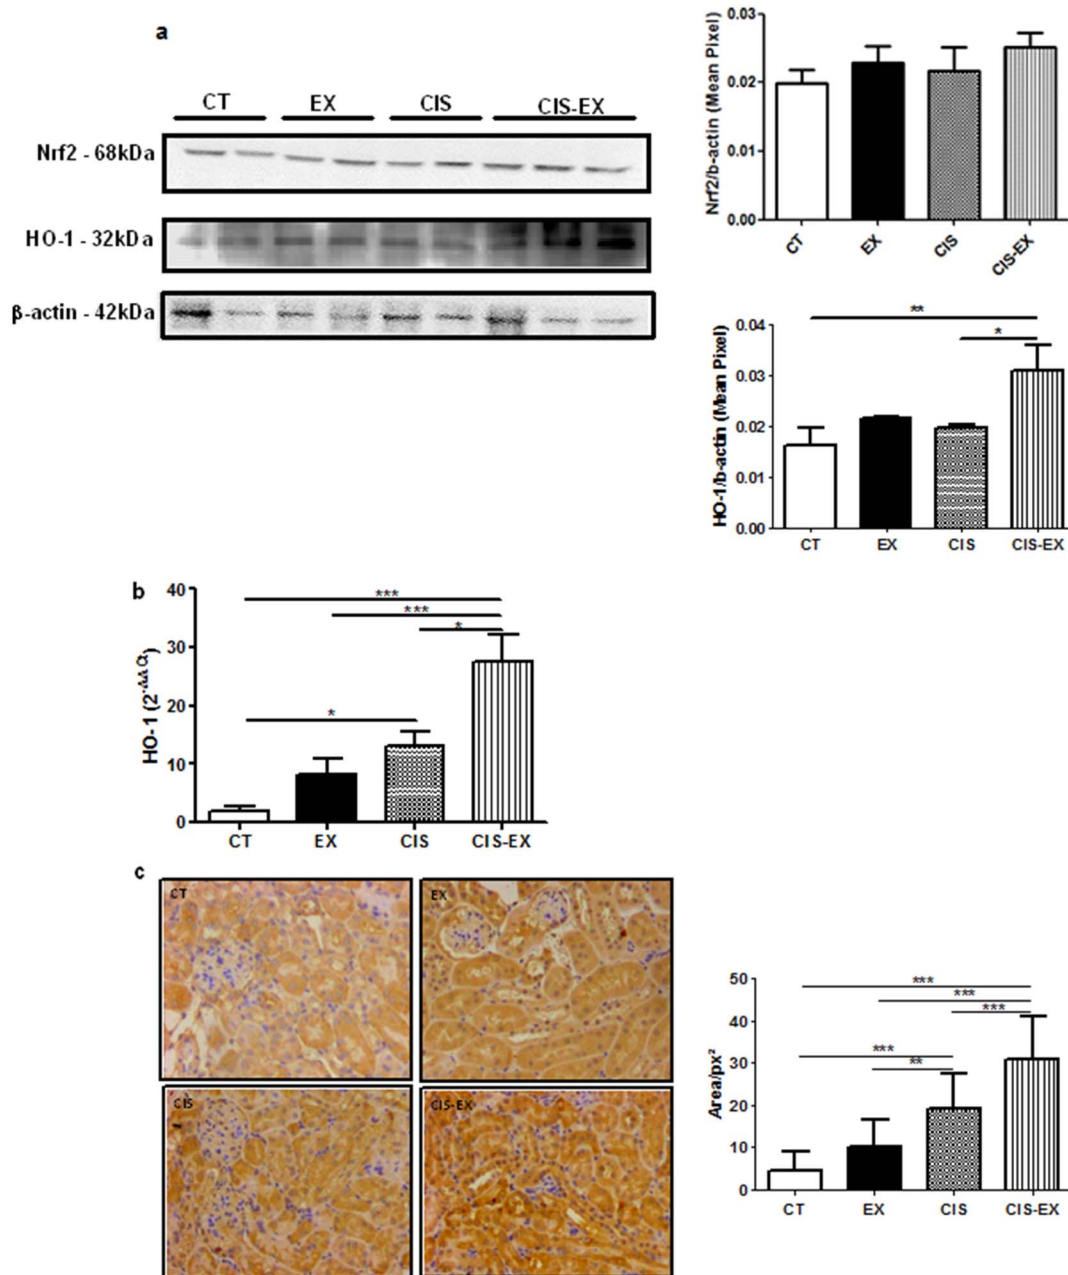 a
CT EX CIS CIS-EX
Nrf2 - 68kDa
HO-1 - 32kDa
β-actin - 42kDa
Nrf2/b-actin (Mean Pixel)
0.03
0.02
0.01
0.00
CT EX CIS CIS-EX
HO-1/b-actin (Mean Pixel)
0.04
0.03
0.02
0.01
0.00
**
*
CT EX CIS CIS-EX
b
HO-1 (2^-ΔΔCt)
40
30
20
10
0
***
***
*
*
CT EX CIS CIS-EX
c
CT
EX
CIS
CIS-EX
Area/px²
50
40
30
20
10
0
***
***
***
***
**
CT EX CIS CIS-EX